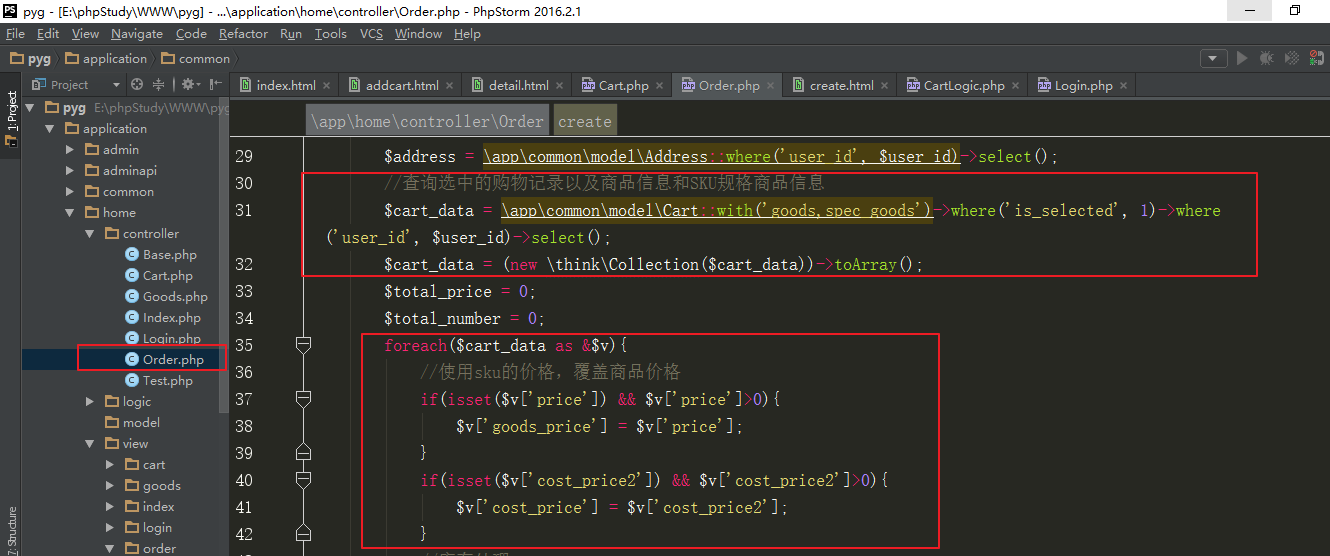 pyg - [E:\phpStudy\WWW\pyg] - ...\application\home\controller\Order.php - PhpStorm 2016.2.1
File Edit View Navigate Code Refactor Run Tools VCS Window Help
pyg application common
1: Project
Project
index.html addcart.html detail.html Cart.php Order.php create.html CartLogic.php Login.php
pyg E:\phpStudy\WWW\pyg
application
admin
adminapi
common
home
controller
Base.php
Cart.php
Goods.php
Index.php
Login.php
Order.php
Test.php
logic
model
view
cart
goods
index
login
order
7: Structure
\app\home\controller\Order create
29 $address = \app\common\model\Address::where('user_id', $user_id)->select();
30 //查询选中的购物记录以及商品信息和SKU规格商品信息
31 $cart_data = \app\common\model\Cart::with('goods,spec_goods')->where('is_selected', 1)->where
('user_id', $user_id)->select();
32 $cart_data = (new \think\Collection($cart_data))->toArray();
33 $total_price = 0;
34 $total_number = 0;
35 foreach($cart_data as &$v){
36 //使用sku的价格，覆盖商品价格
37 if(isset($v['price']) && $v['price']>0){
38 $v['goods_price'] = $v['price'];
39 }
40 if(isset($v['cost_price2']) && $v['cost_price2']>0){
41 $v['cost_price'] = $v['cost_price2'];
42 }